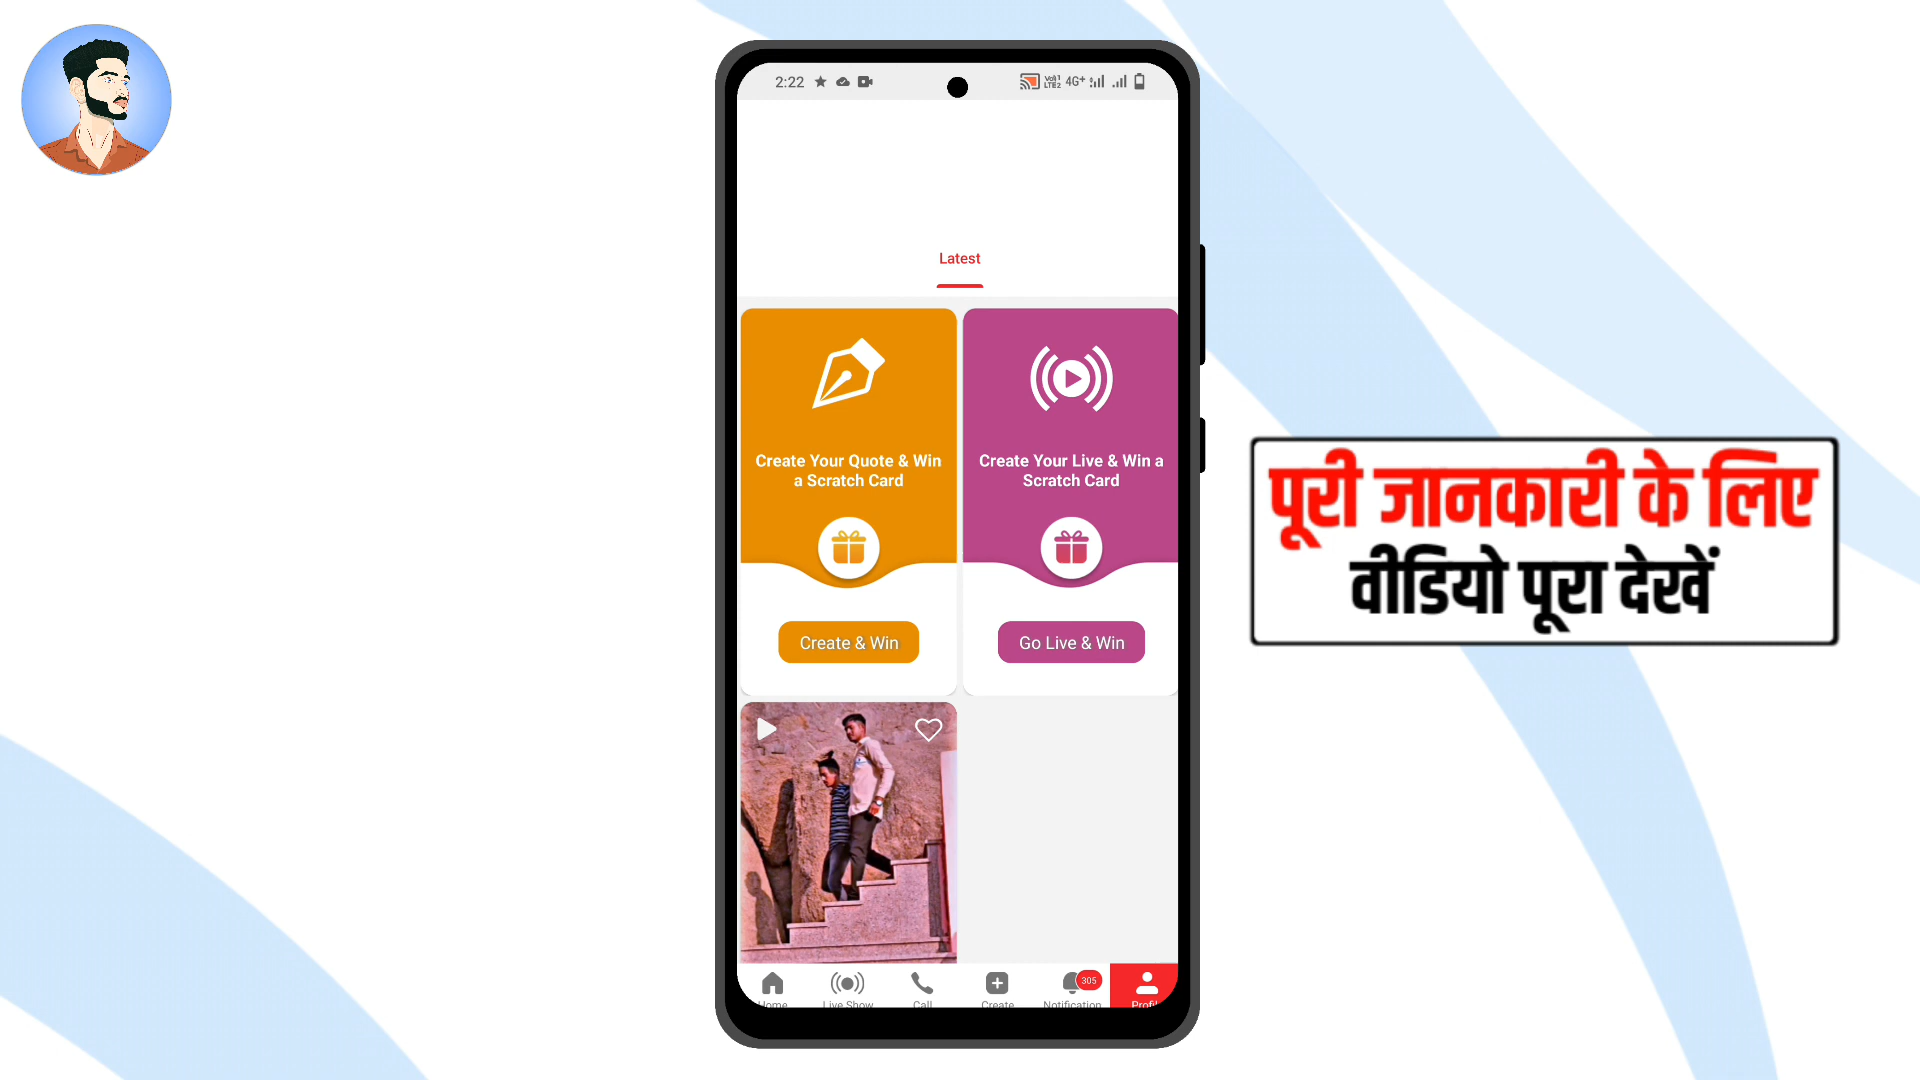 2:22
4G+
Latest
Create Your Quote & Win
a Scratch Card
Create Your Live & Win a
Scratch Card
Create & Win
Go Live & Win
305
Home
Live Show
Call
Create
Notification
पूरी जानकारी के लिए
वीडियो पूरा देखें